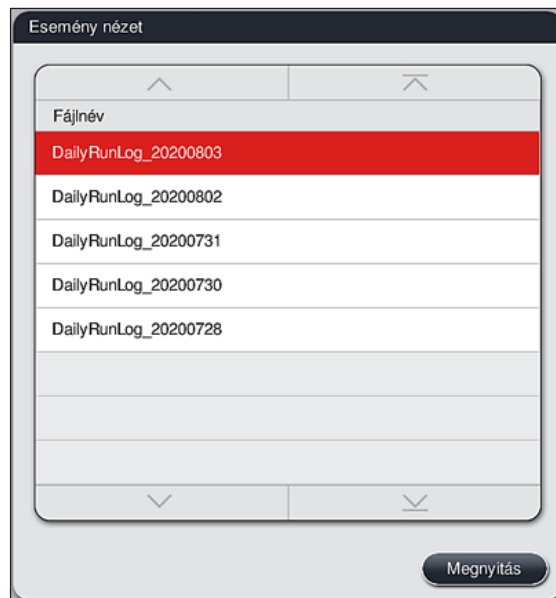 Esemény nézet
Fájlnév
DailyRunLog_20200803
DailyRunLog_20200802
DailyRunLog_20200731
DailyRunLog_20200730
DailyRunLog_20200728
Megnyitás